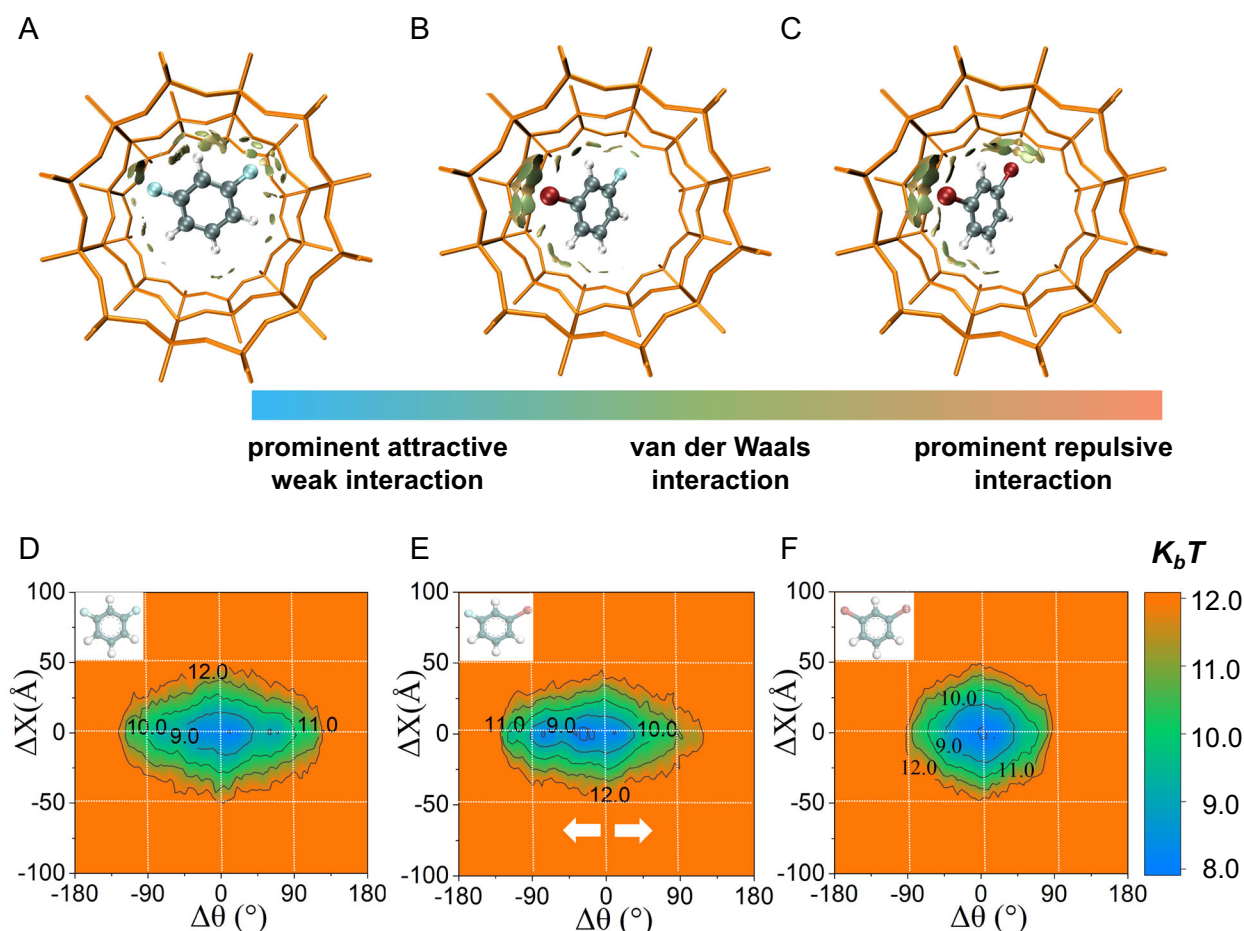 A
B
C
prominent attractive
weak interaction
van der Waals
interaction
prominent repulsive
interaction
D
E
F
KbT
100
50
0
-50
-100
ΔX(Å)
12.0
10.0
9.0
11.0
-180
-90
0
90
180
Δθ (°)
100
50
0
-50
-100
ΔX(Å)
11.0
9.0
10.0
12.0
-180
-90
0
90
180
Δθ (°)
100
50
0
-50
-100
ΔX(Å)
10.0
9.0
12.0
11.0
-180
-90
0
90
180
Δθ (°)
12.0
11.0
10.0
9.0
8.0